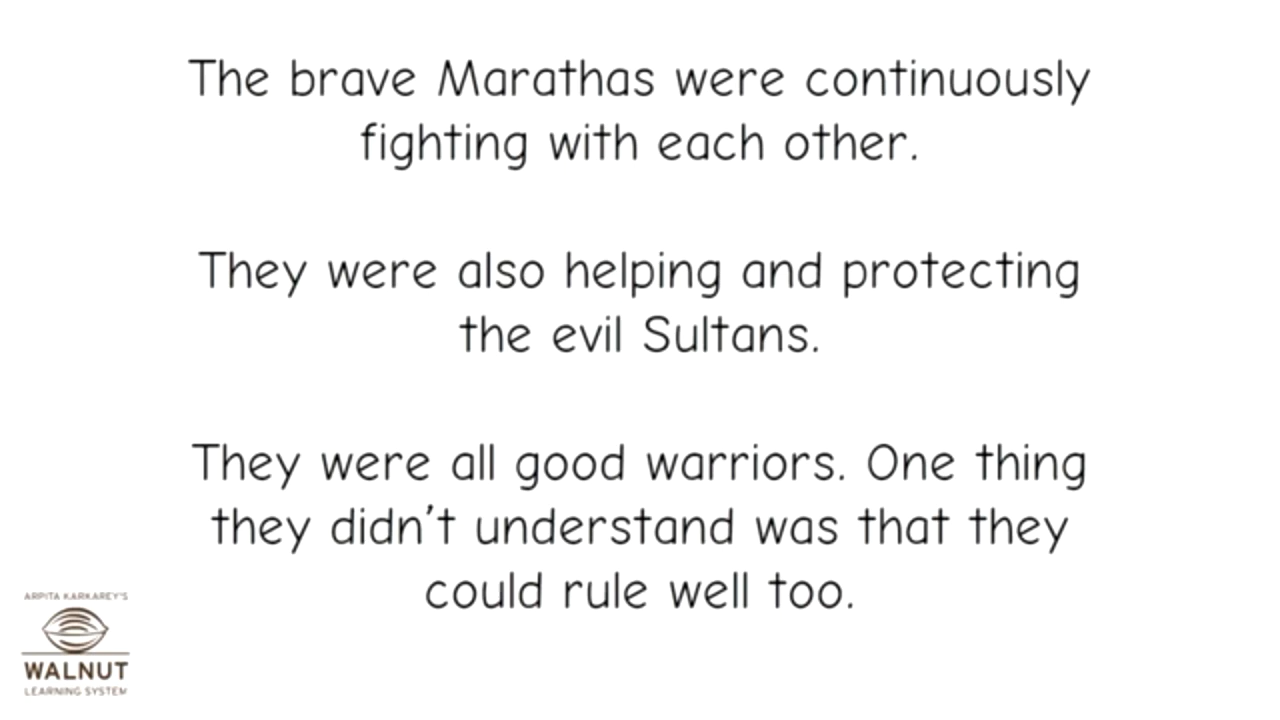 The brave Marathas were continuously
fighting with each other.
They were also helping and protecting
the evil Sultans.
They were all good warriors. One thing
they didn't understand was that they
could rule well too.
ARPITA KARKAREY'S
WALNUT
LEARNING SYSTEM